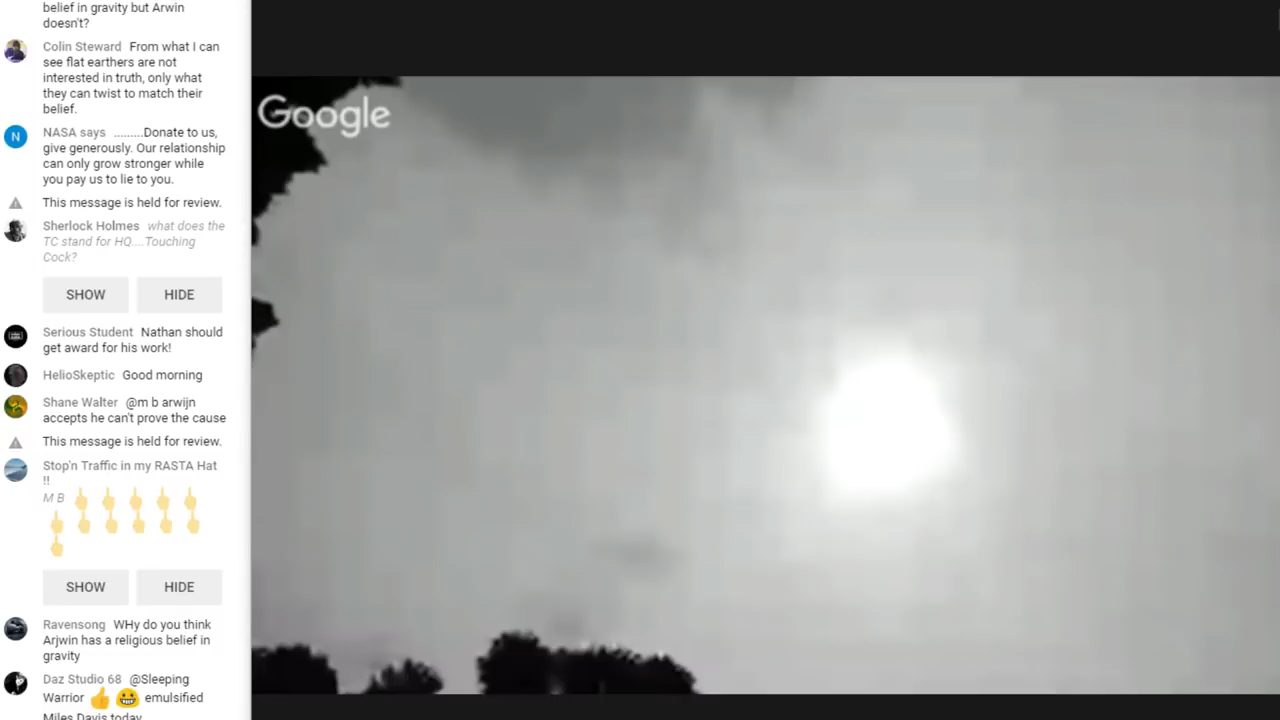 belief in gravity but Arwin
doesn't?
Colin Steward From what I can
see flat earthers are not
interested in truth, only what
they can twist to match their
belief.
N
NASA says .........Donate to us,
give generously. Our relationship
can only grow stronger while
you pay us to lie to you.
This message is held for review.
Sherlock Holmes what does the
TC stand for HQ....Touching
Cock?
SHOW HIDE
Serious Student Nathan should
get award for his work!
HelioSkeptic Good morning
Shane Walter @m b arwijn
accepts he can't prove the cause
This message is held for review.
Stop'n Traffic in my RASTA Hat
!!
M B
SHOW HIDE
Ravensong WHy do you think
Arjwin has a religious belief in
gravity
Daz Studio 68 @Sleeping
Warrior emulsified
Miles Davis today
Google